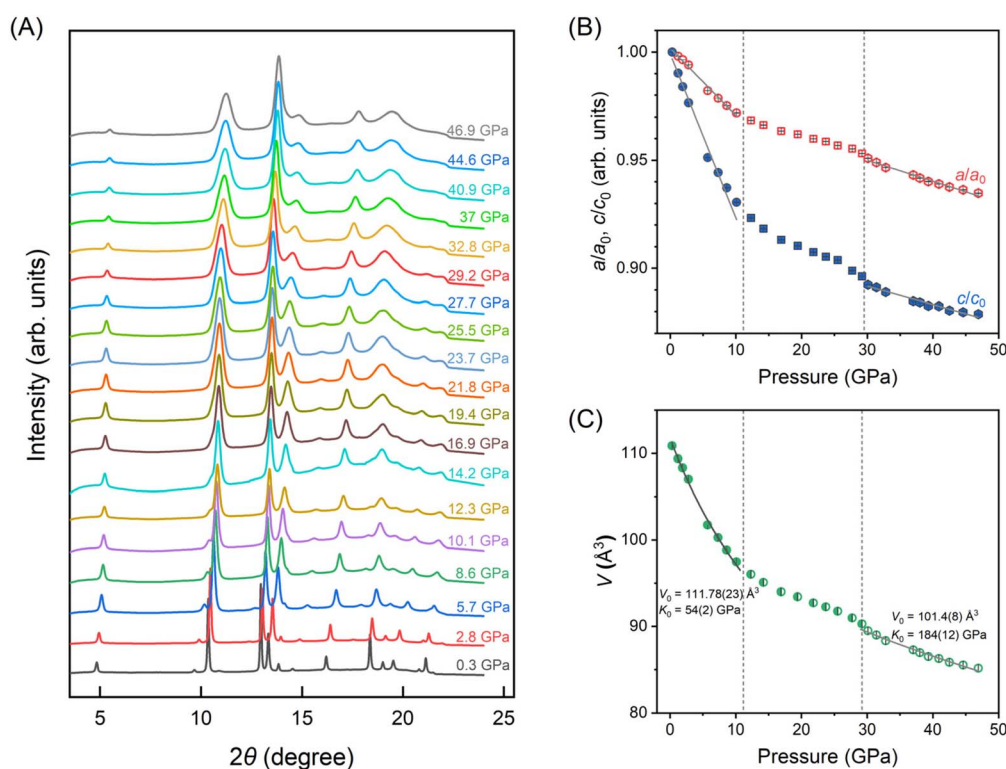 (A)
46.9 GPa
44.6 GPa
40.9 GPa
37 GPa
32.8 GPa
29.2 GPa
27.7 GPa
25.5 GPa
23.7 GPa
21.8 GPa
19.4 GPa
16.9 GPa
14.2 GPa
12.3 GPa
10.1 GPa
8.6 GPa
5.7 GPa
2.8 GPa
0.3 GPa
Intensity (arb. units)
5 10 15 20 25
2θ (degree)
(B)
1.00
0.95
0.90
a/a₀, c/c₀ (arb. units)
a/a₀
c/c₀
0 10 20 30 40 50
Pressure (GPa)
(C)
110
100
90
80
V (Å³)
V₀ = 111.78(23) Å³
K₀ = 54(2) GPa
V₀ = 101.4(8) Å³
K₀ = 184(12) GPa
0 10 20 30 40 50
Pressure (GPa)